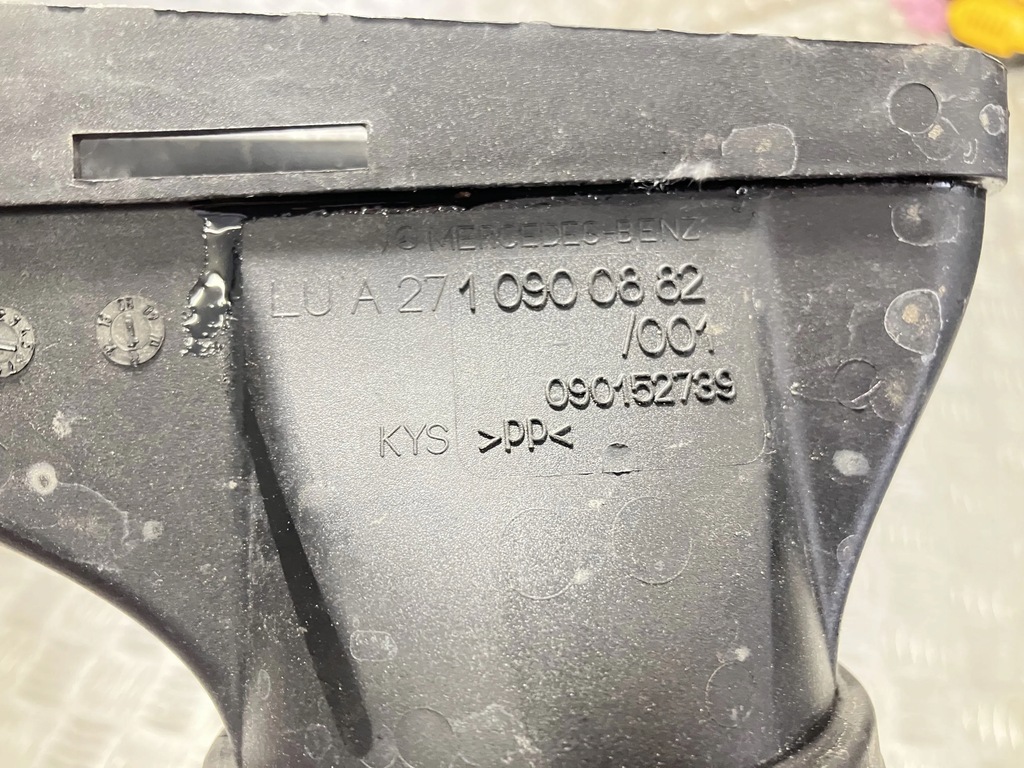 MERCEDES-BENZ
LU A 271 090 08 82
/001
090152739
KYS >PP<